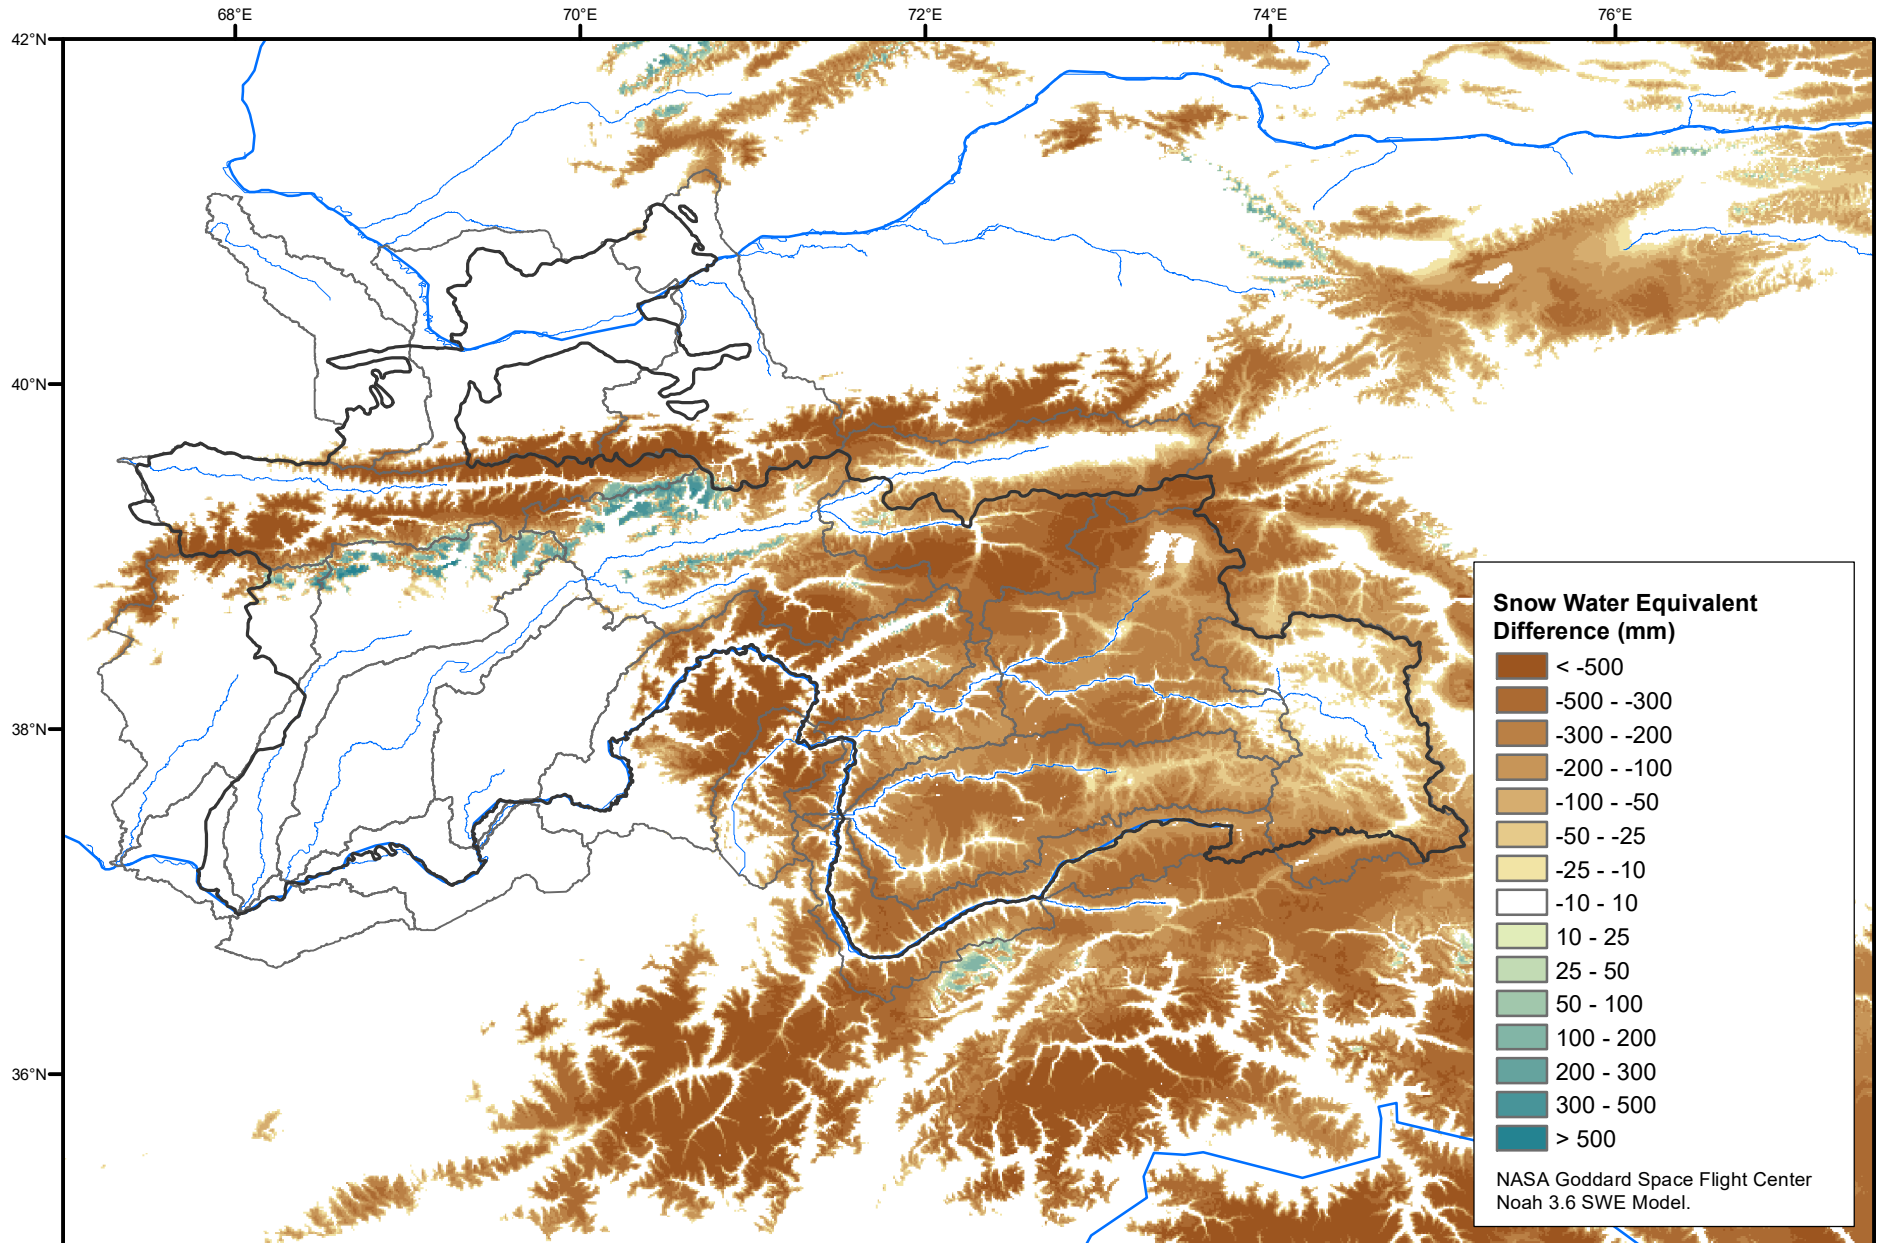 68°E
70°E
72°E
74°E
76°E
42°N
40°N
38°N
36°N
Snow Water Equivalent
Difference (mm)
< -500
-500 - -300
-300 - -200
-200 - -100
-100 - -50
-50 - -25
-25 - -10
-10 - 10
10 - 25
25 - 50
50 - 100
100 - 200
200 - 300
300 - 500
> 500
NASA Goddard Space Flight Center
Noah 3.6 SWE Model.